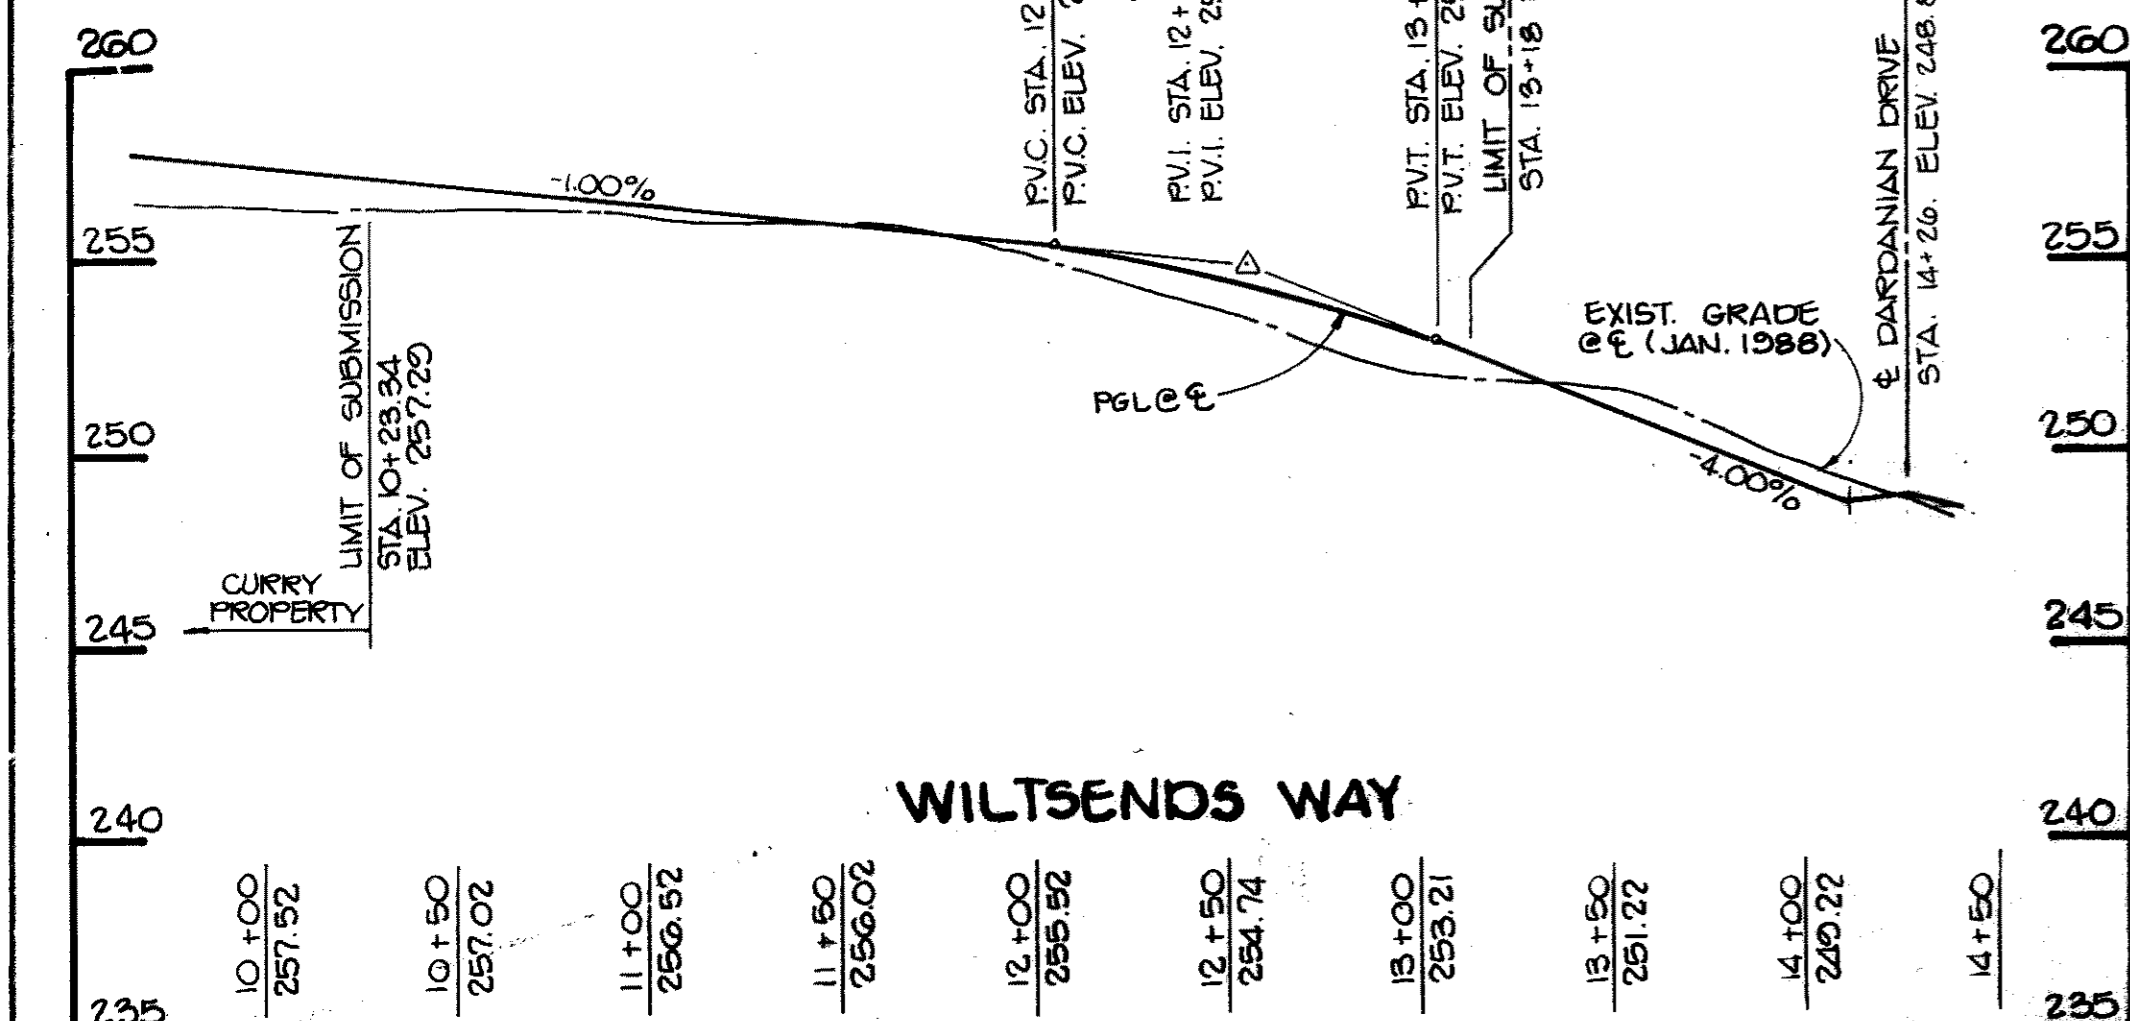 260
260
P.V.C. STA. 12
P.V.C. ELEV.
P.V.I. STA. 12+
P.V.I. ELEV.
P.V.T. STA. 13+
P.V.T. ELEV.
LIMIT OF
STA. 13+18
℄ DARDANIAN DRIVE
STA. 14+26. ELEV. 248.8
-1.00%
255
255
LIMIT OF SUBMISSION
STA. 10+23.34
ELEV. 257.29
EXIST. GRADE
@ ℄ (JAN. 1988)
PGL @ ℄
250
250
-4.00%
CURRY
PROPERTY
245
245
WILTSENDS WAY
240
240
10+00
257.52
10+50
257.02
11+00
256.52
11+50
256.02
12+00
255.52
12+50
254.74
13+00
253.21
13+50
251.22
14+00
249.22
14+50
235
235